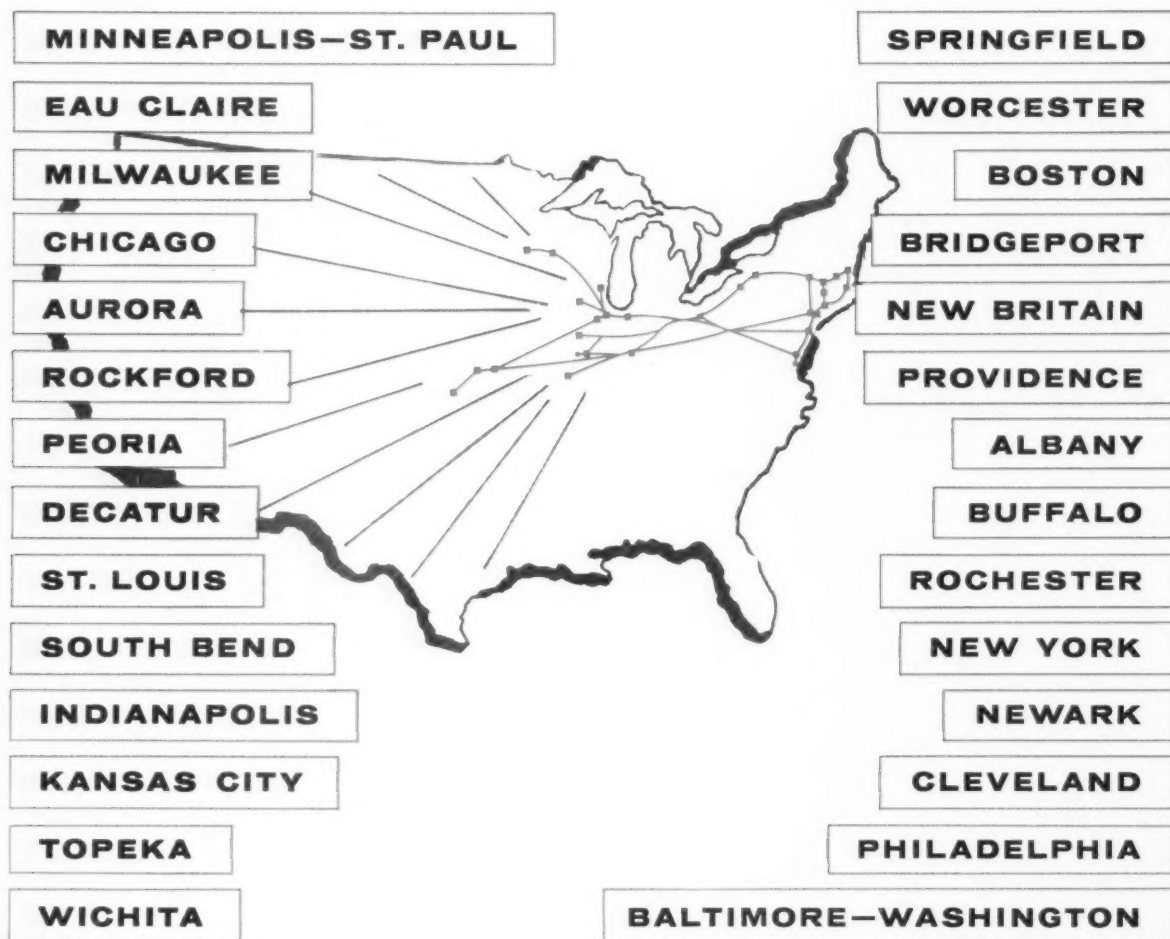 MINNEAPOLIS—ST. PAUL
EAU CLAIRE
MILWAUKEE
CHICAGO
AURORA
ROCKFORD
PEORIA
DECATUR
ST. LOUIS
SOUTH BEND
INDIANAPOLIS
KANSAS CITY
TOPEKA
WICHITA
SPRINGFIELD
WORCESTER
BOSTON
BRIDGEPORT
NEW BRITAIN
PROVIDENCE
ALBANY
BUFFALO
ROCHESTER
NEW YORK
NEWARK
CLEVELAND
PHILADELPHIA
BALTIMORE—WASHINGTON